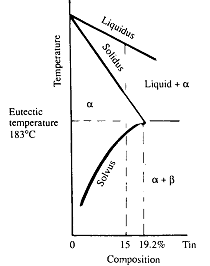 Temperature
Liquidus
Solidus
Liquid + α
α
Eutectic
temperature
183°C
Solvus
α + β
0 15 19.2% Tin
Composition